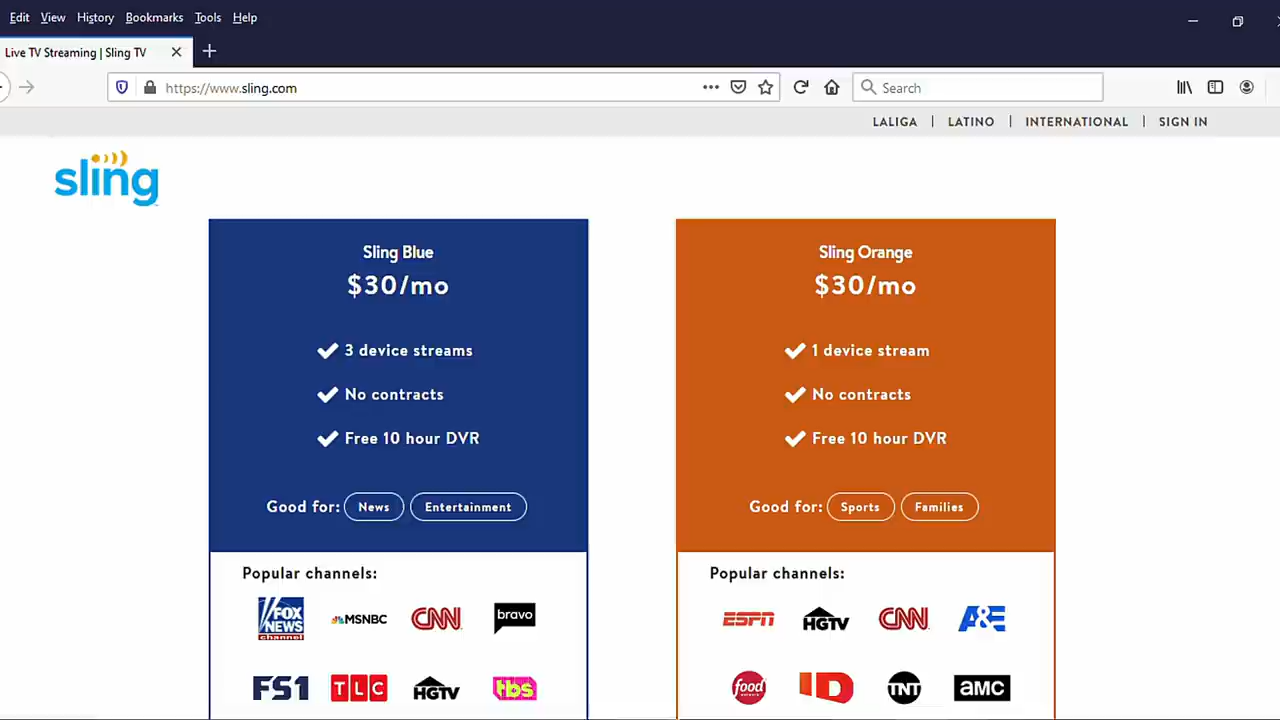 Edit View History Bookmarks Tools Help
Live TV Streaming | Sling TV
https://www.sling.com
Search
LALIGA | LATINO | INTERNATIONAL | SIGN IN
sling
Sling Blue
$30/mo
3 device streams
No contracts
Free 10 hour DVR
Good for: News Entertainment
Popular channels:
FOX NEWS channel MSNBC CNN bravo
FS1 TLC HGTV tbs
Sling Orange
$30/mo
1 device stream
No contracts
Free 10 hour DVR
Good for: Sports Families
Popular channels:
ESPN HGTV CNN A&E
food network ID TNT aMC